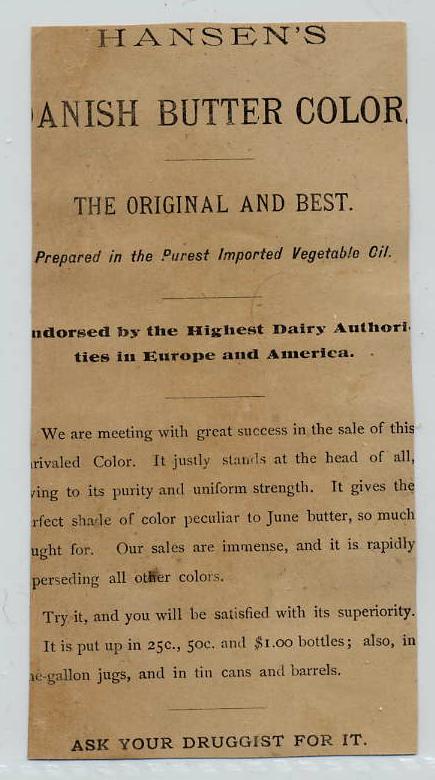 HANSEN'S
ANISH BUTTER COLOR.
THE ORIGINAL AND BEST.
Prepared in the Purest Imported Vegetable Oil.
ndorsed by the Highest Dairy Authori-
ties in Europe and America.
We are meeting with great success in the sale of this
rivaled Color. It justly stands at the head of all,
ing to its purity and uniform strength. It gives the
rfect shade of color peculiar to June butter, so much
ught for. Our sales are immense, and it is rapidly
perseding all other colors.
Try it, and you will be satisfied with its superiority.
It is put up in 25c., 50c. and $1.00 bottles; also, in
e-gallon jugs, and in tin cans and barrels.
ASK YOUR DRUGGIST FOR IT.